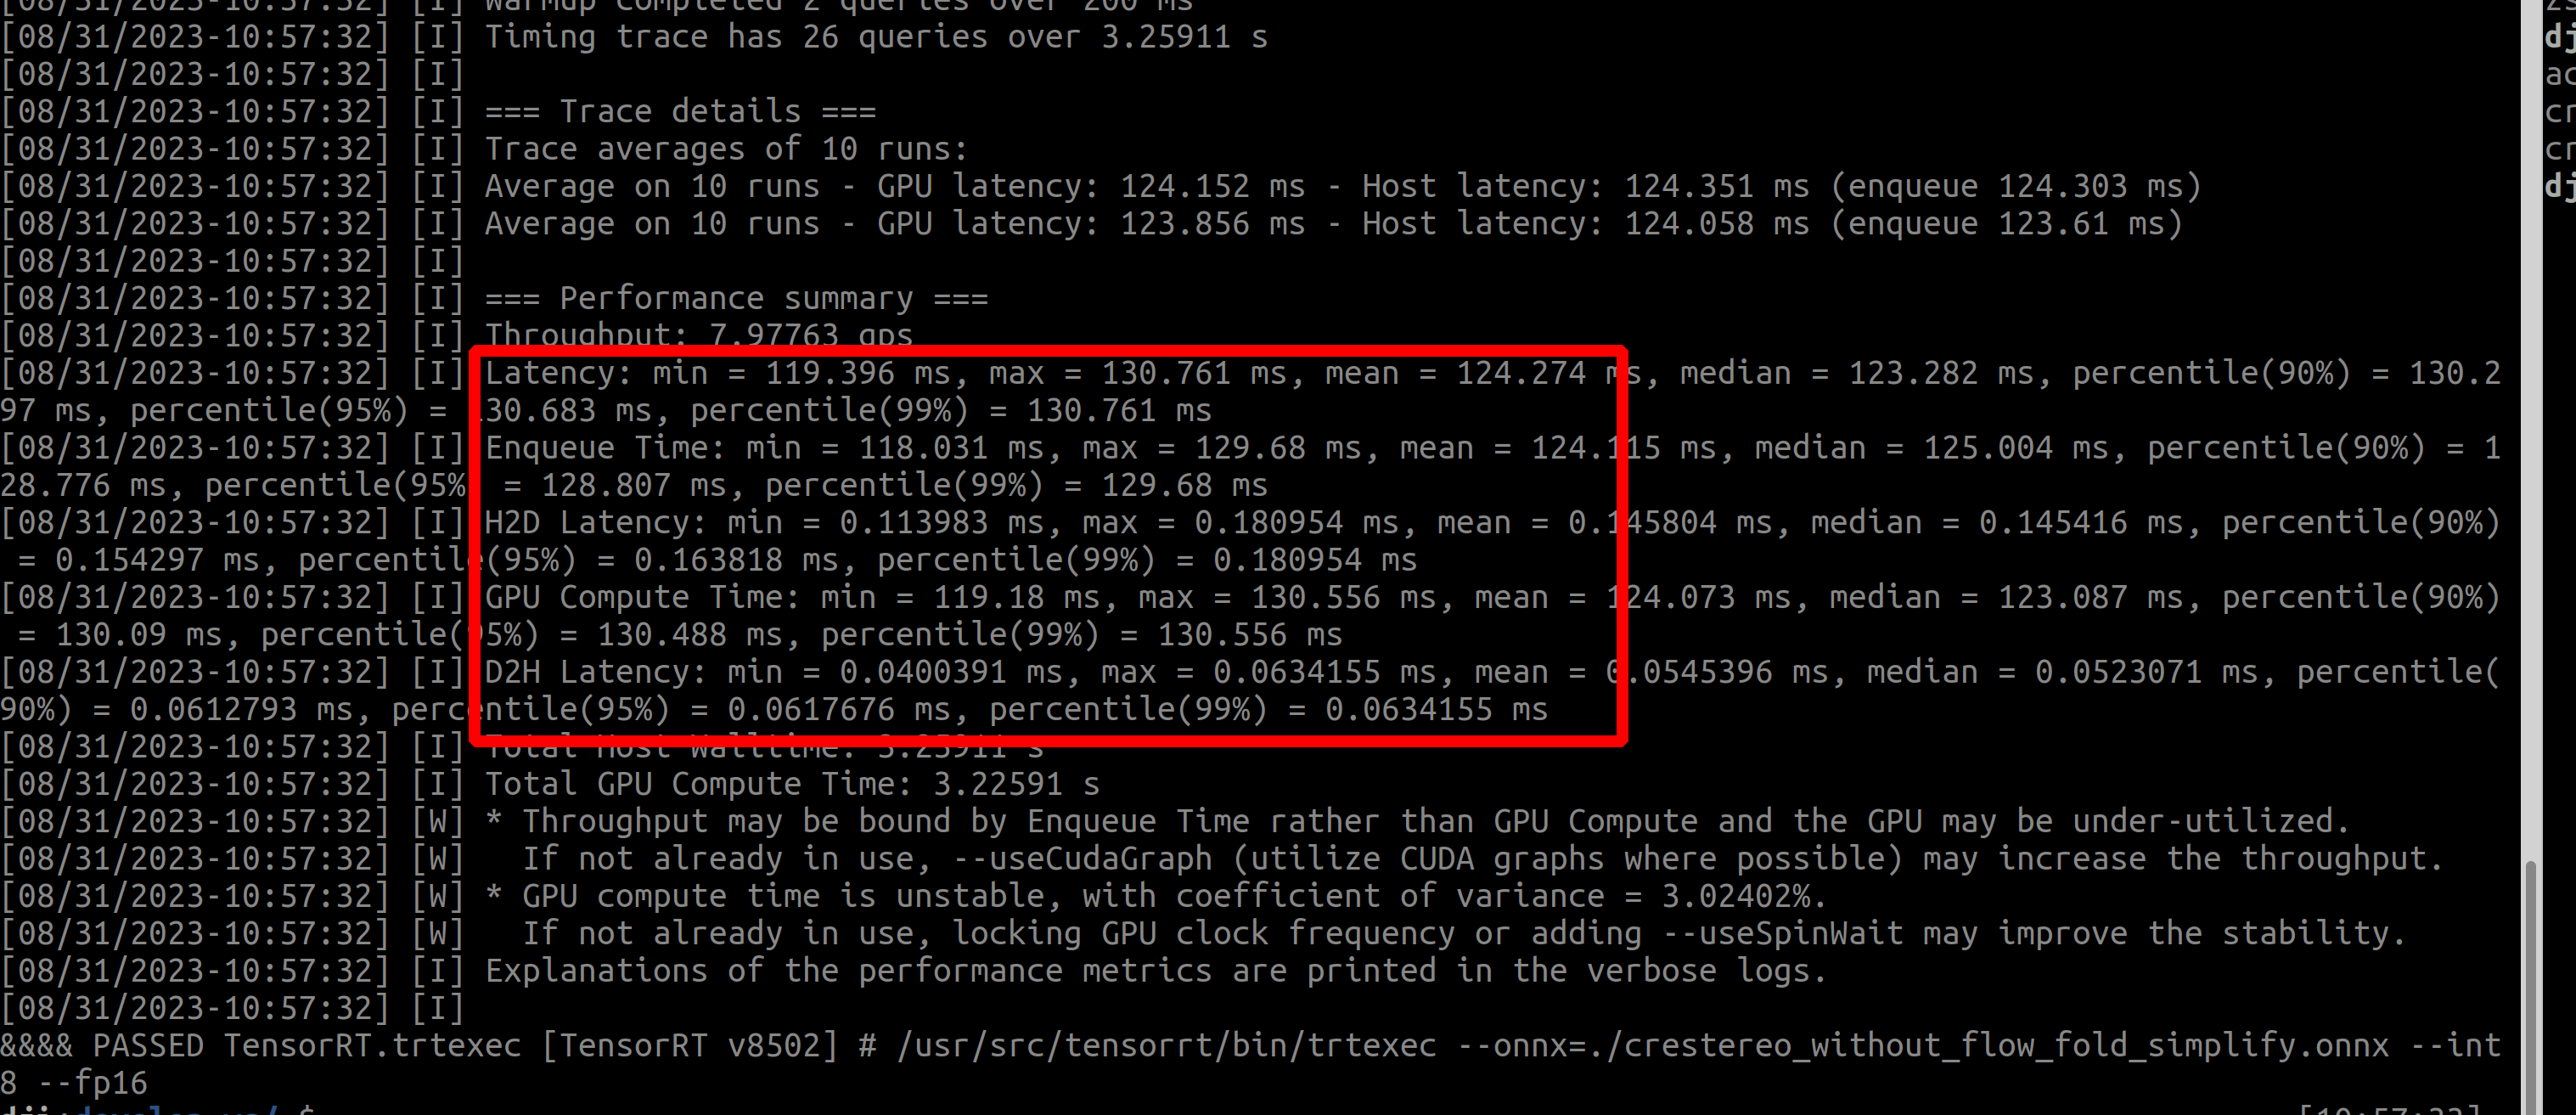 [08/31/2023-10:57:32] [I] Warmup completed 2 queries over 200 ms
[08/31/2023-10:57:32] [I] Timing trace has 26 queries over 3.25911 s
[08/31/2023-10:57:32] [I]
[08/31/2023-10:57:32] [I] === Trace details ===
[08/31/2023-10:57:32] [I] Trace averages of 10 runs:
[08/31/2023-10:57:32] [I] Average on 10 runs - GPU latency: 124.152 ms - Host latency: 124.351 ms (enqueue 124.303 ms)
[08/31/2023-10:57:32] [I] Average on 10 runs - GPU latency: 123.856 ms - Host latency: 124.058 ms (enqueue 123.61 ms)
[08/31/2023-10:57:32] [I]
[08/31/2023-10:57:32] [I] === Performance summary ===
[08/31/2023-10:57:32] [I] Throughput: 7.97763 qps
[08/31/2023-10:57:32] [I] Latency: min = 119.396 ms, max = 130.761 ms, mean = 124.274 ms, median = 123.282 ms, percentile(90%) = 130.2
97 ms, percentile(95%) = 130.683 ms, percentile(99%) = 130.761 ms
[08/31/2023-10:57:32] [I] Enqueue Time: min = 118.031 ms, max = 129.68 ms, mean = 124.115 ms, median = 125.004 ms, percentile(90%) = 1
28.776 ms, percentile(95%) = 128.807 ms, percentile(99%) = 129.68 ms
[08/31/2023-10:57:32] [I] H2D Latency: min = 0.113983 ms, max = 0.180954 ms, mean = 0.145804 ms, median = 0.145416 ms, percentile(90%)
= 0.154297 ms, percentile(95%) = 0.163818 ms, percentile(99%) = 0.180954 ms
[08/31/2023-10:57:32] [I] GPU Compute Time: min = 119.18 ms, max = 130.556 ms, mean = 124.073 ms, median = 123.087 ms, percentile(90%)
= 130.09 ms, percentile(95%) = 130.488 ms, percentile(99%) = 130.556 ms
[08/31/2023-10:57:32] [I] D2H Latency: min = 0.0400391 ms, max = 0.0634155 ms, mean = 0.0545396 ms, median = 0.0523071 ms, percentile(
90%) = 0.0612793 ms, percentile(95%) = 0.0617676 ms, percentile(99%) = 0.0634155 ms
[08/31/2023-10:57:32] [I] Total Host Walltime: 3.25911 s
[08/31/2023-10:57:32] [I] Total GPU Compute Time: 3.22591 s
[08/31/2023-10:57:32] [W] * Throughput may be bound by Enqueue Time rather than GPU Compute and the GPU may be under-utilized.
[08/31/2023-10:57:32] [W]   If not already in use, --useCudaGraph (utilize CUDA graphs where possible) may increase the throughput.
[08/31/2023-10:57:32] [W] * GPU compute time is unstable, with coefficient of variance = 3.02402%.
[08/31/2023-10:57:32] [W]   If not already in use, locking GPU clock frequency or adding --useSpinWait may improve the stability.
[08/31/2023-10:57:32] [I] Explanations of the performance metrics are printed in the verbose logs.
[08/31/2023-10:57:32] [I]
&&&& PASSED TensorRT.trtexec [TensorRT v8502] # /usr/src/tensorrt/bin/trtexec --onnx=./crestereo_without_flow_fold_simplify.onnx --int
8 --fp16